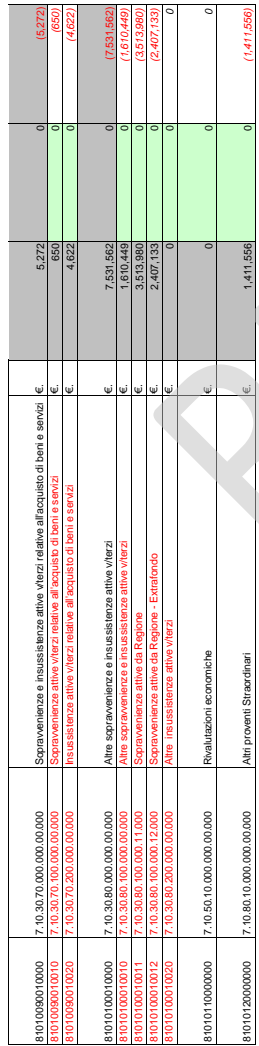 81010090010000 7.10.30.70.000.000.00.000 Sopravvenienze e insussistenze attive v/terzi relative all'acquisto di beni e servizi €. 5,272 0 (5,272)
81010090010010 7.10.30.70.100.000.00.000 Sopravvenienze attive v/terzi relative all'acquisto di beni e servizi €. 650 0 (650)
81010090010020 7.10.30.70.200.000.00.000 Insussistenze attive v/terzi relative all'acquisto di beni e servizi €. 4,622 0 (4,622)
81010100010000 7.10.30.80.000.000.00.000 Altre sopravvenienze e insussistenze attive v/terzi €. 7,531,562 0 (7,531,562)
81010100010010 7.10.30.80.100.000.00.000 Altre sopravvenienze e insussistenze attive v/terzi €. 1,610,449 0 (1,610,449)
81010100010011 7.10.30.80.100.000.11.000 Sopravvenienze attive da Regione €. 3,513,980 0 (3,513,980)
81010100010012 7.10.30.80.100.000.12.000 Sopravvenienze attive da Regione - Extrafondo €. 2,407,133 0 (2,407,133)
81010100010020 7.10.30.80.200.000.00.000 Altre insussistenze attive v/terzi €. 0 0 0
81010110000000 7.10.50.10.000.000.00.000 Rivalutazioni economiche €. 0 0 0
81010120000000 7.10.80.10.000.000.00.000 Altri proventi Straordinari €. 1,411,556 0 (1,411,556)